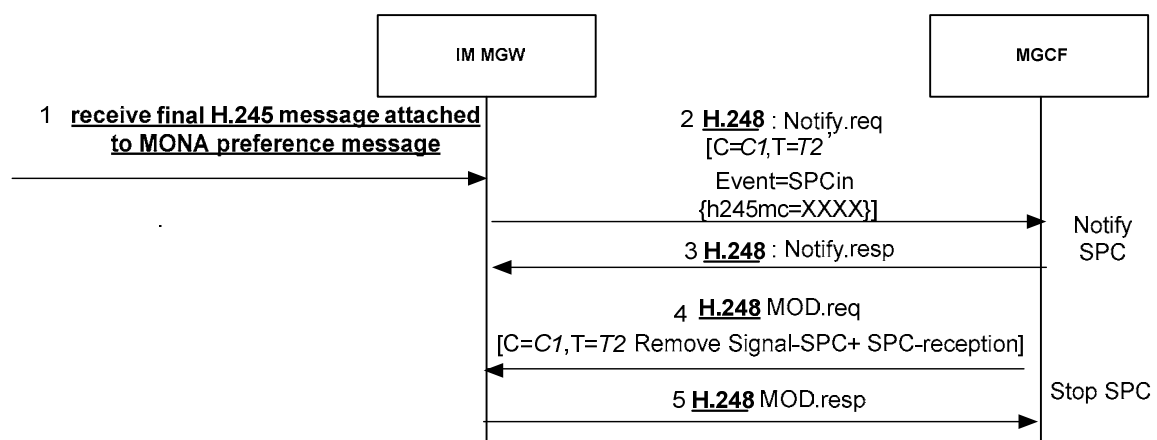 IM MGW
MGCF
1 receive final H.245 message attached
to MONA preference message
2 H.248 : Notify.req
[C=C1,T=T2,
Event=SPCin
{h245mc=XXXX}]
Notify
SPC
3 H.248 : Notify.resp
4 H.248 MOD.req
[C=C1,T=T2 Remove Signal-SPC+ SPC-reception]
Stop SPC
5 H.248 MOD.resp